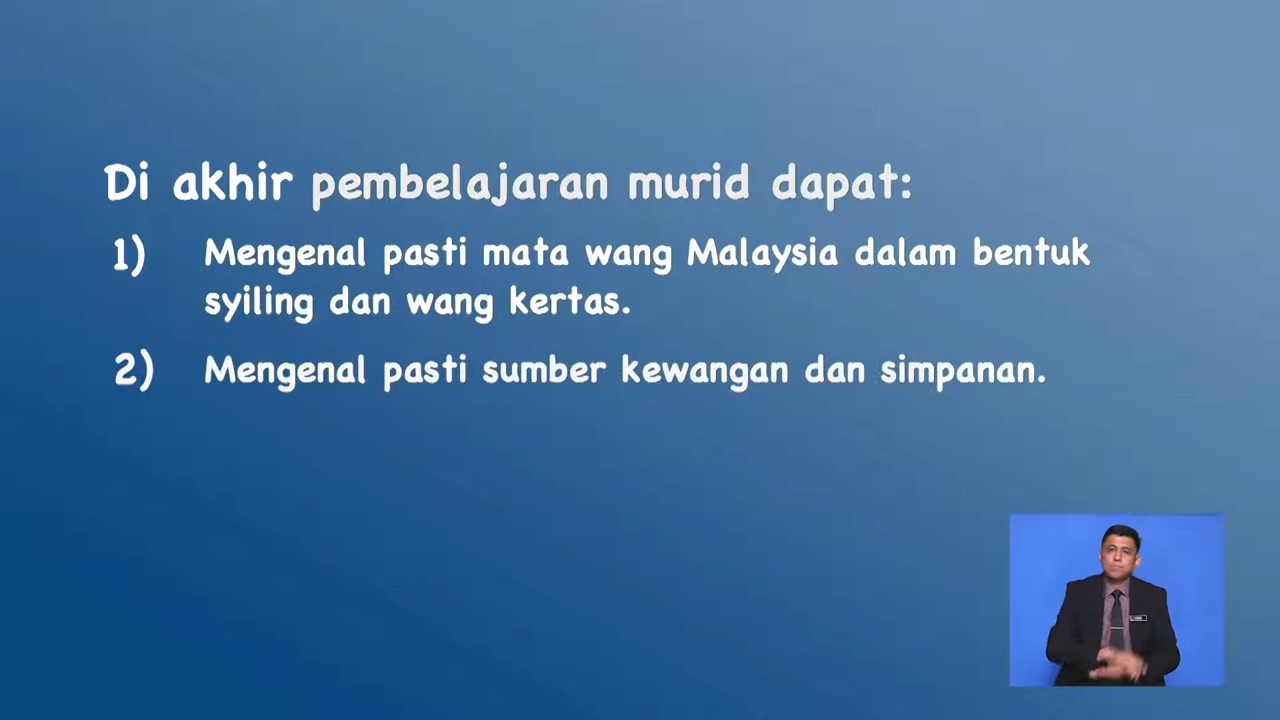 Di akhir pembelajaran murid dapat:
1) Mengenal pasti mata wang Malaysia dalam bentuk
syiling dan wang kertas.
2) Mengenal pasti sumber kewangan dan simpanan.